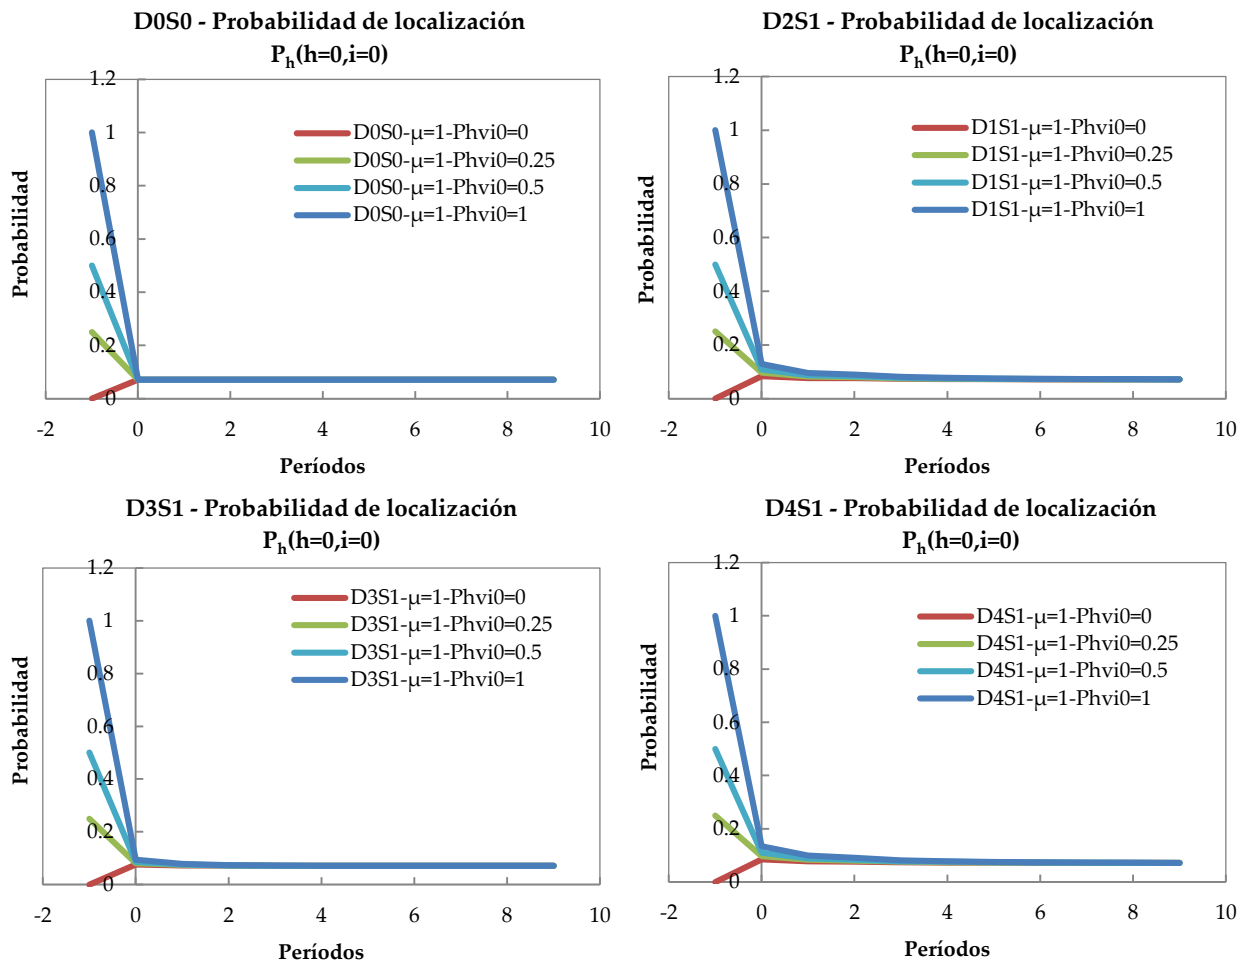 D0S0 - Probabilidad de localización
Pₕ(h=0,i=0)
1.2
1
0.8
0.6
0.4
0.2
0
-2
0
2
4
6
8
10
Probabilidad
Períodos
D0S0-μ=1-Phvi0=0
D0S0-μ=1-Phvi0=0.25
D0S0-μ=1-Phvi0=0.5
D0S0-μ=1-Phvi0=1
D2S1 - Probabilidad de localización
Pₕ(h=0,i=0)
1.2
1
0.8
0.6
0.4
0.2
0
-2
0
2
4
6
8
10
Probabilidad
Períodos
D1S1-μ=1-Phvi0=0
D1S1-μ=1-Phvi0=0.25
D1S1-μ=1-Phvi0=0.5
D1S1-μ=1-Phvi0=1
D3S1 - Probabilidad de localización
Pₕ(h=0,i=0)
1.2
1
0.8
0.6
0.4
0.2
0
-2
0
2
4
6
8
10
Probabilidad
Períodos
D3S1-μ=1-Phvi0=0
D3S1-μ=1-Phvi0=0.25
D3S1-μ=1-Phvi0=0.5
D3S1-μ=1-Phvi0=1
D4S1 - Probabilidad de localización
Pₕ(h=0,i=0)
1.2
1
0.8
0.6
0.4
0.2
0
-2
0
2
4
6
8
10
Probabilidad
Períodos
D4S1-μ=1-Phvi0=0
D4S1-μ=1-Phvi0=0.25
D4S1-μ=1-Phvi0=0.5
D4S1-μ=1-Phvi0=1